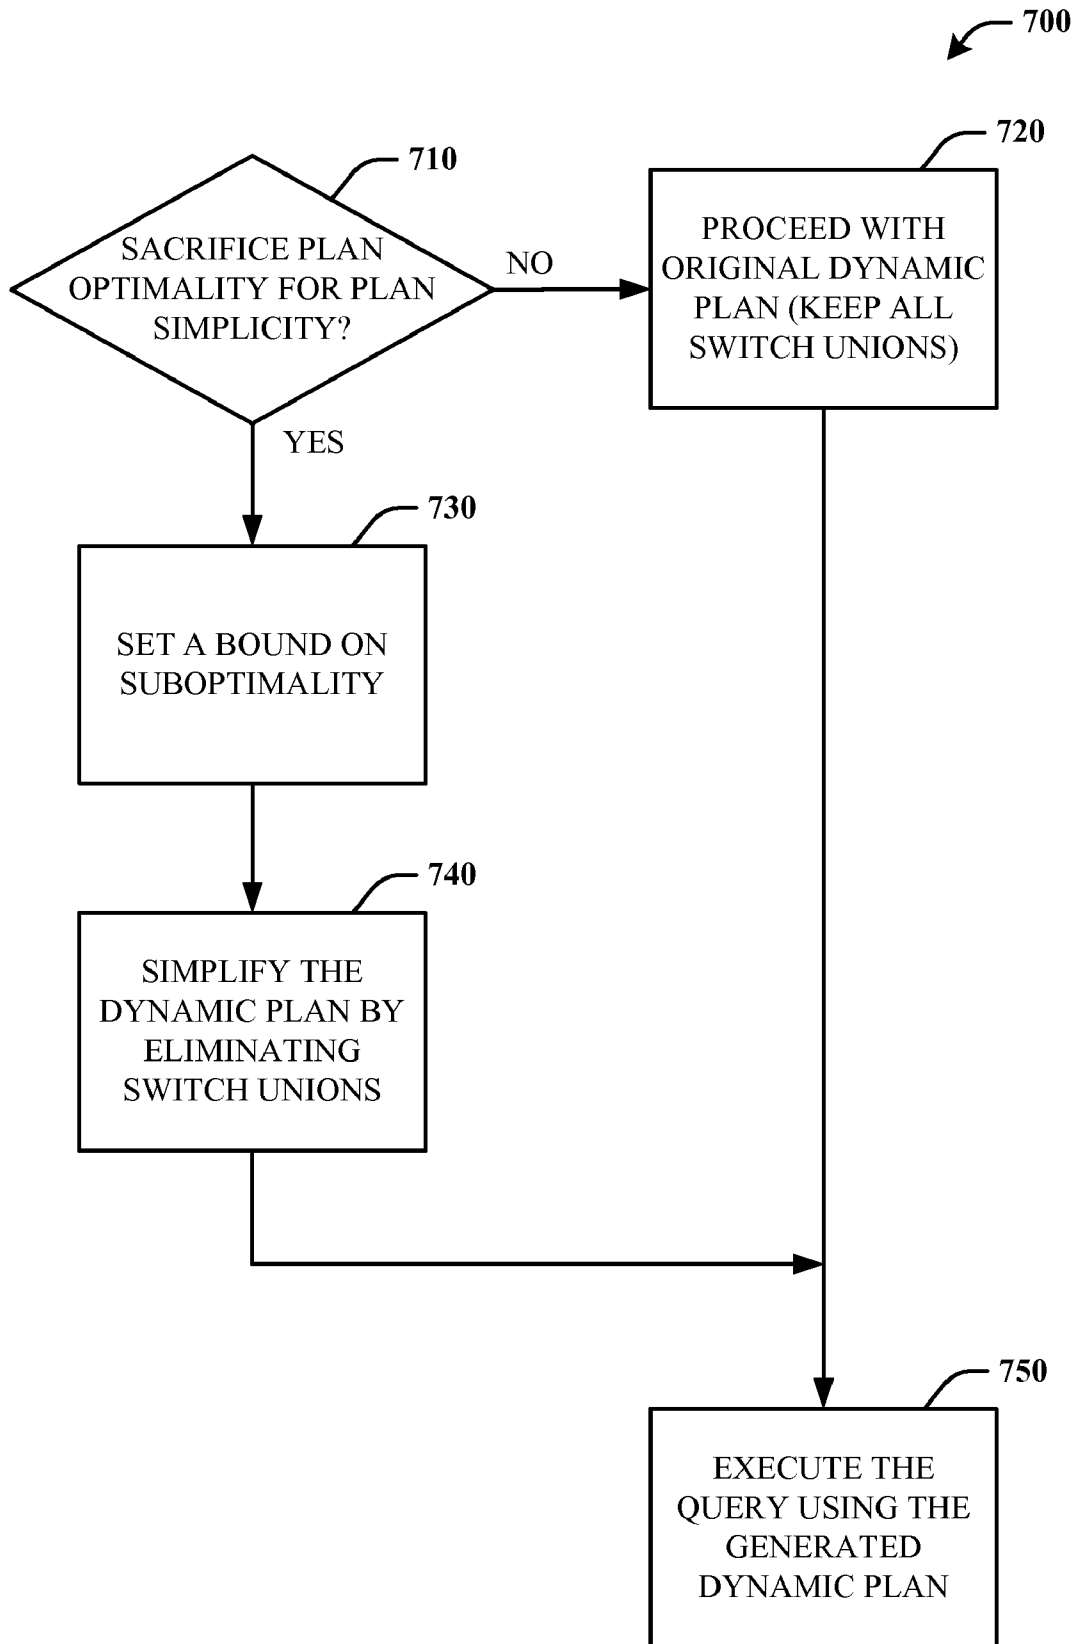 700
710
720
SACRIFICE PLAN
OPTIMALITY FOR PLAN
SIMPLICITY?
NO
PROCEED WITH
ORIGINAL DYNAMIC
PLAN (KEEP ALL
SWITCH UNIONS)
YES
730
SET A BOUND ON
SUBOPTIMALITY
740
SIMPLIFY THE
DYNAMIC PLAN BY
ELIMINATING
SWITCH UNIONS
750
EXECUTE THE
QUERY USING THE
GENERATED
DYNAMIC PLAN